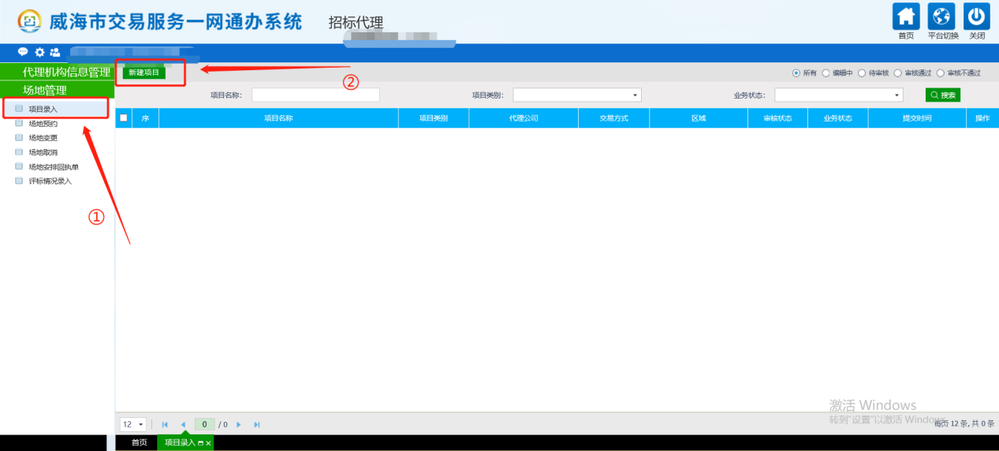 威海市交易服务一网通办系统
招标代理
首页 平台切换 关闭
代理机构信息管理
新建项目
所有 编辑中 待审核 审核通过 审核不通过
场地管理
项目名称: 项目类别: 业务状态: 搜索
项目录入
序 项目名称 项目类别 代理公司 交易方式 区域 审核状态 业务状态 提交时间 操作
场地预约
场地变更
场地取消
场地安排回执单
评标情况录入
①
②
激活 Windows
转到"设置"以激活 Windows
12 0 / 0
每页 12 条, 共 0 条
首页 项目录入